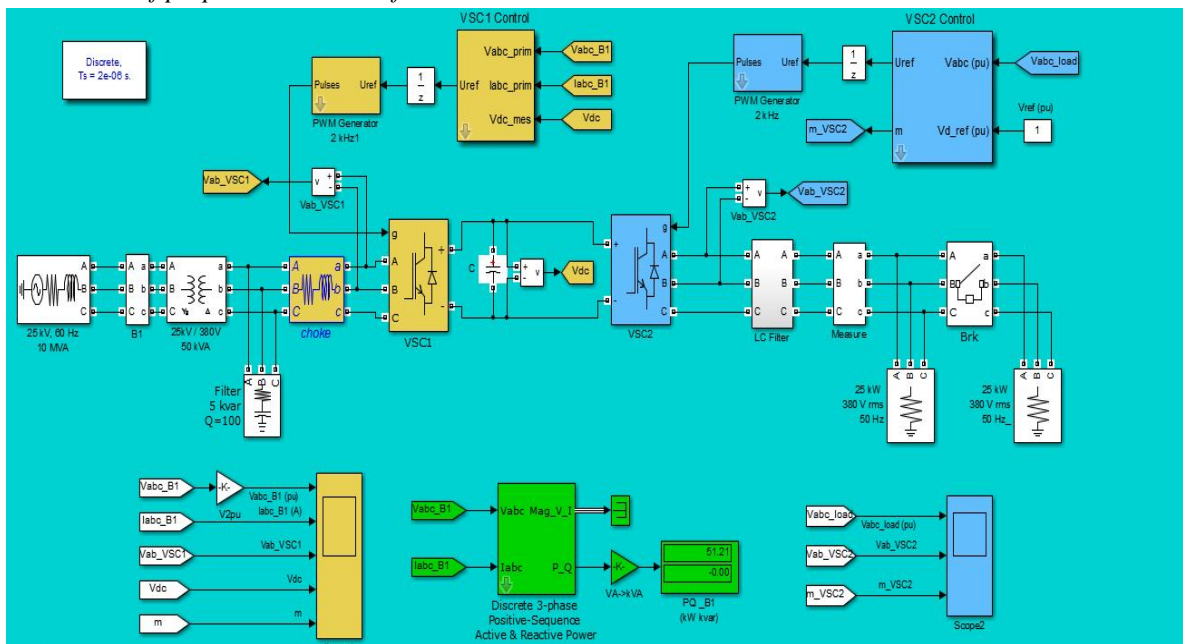 VSC1 Control
VSC2 Control
Discrete,
Ts = 2e-06 s.
Pulses Uref
PWM Generator
2 kHz1
1
z
Uref
Vabc_prim
Iabc_prim
Vdc_mes
Vabc_B1
Iabc_B1
Vdc
Pulses Uref
PWM Generator
2 kHz
1
z
Uref
m
Vabc (pu)
Vd_ref (pu)
Vabc_load
Vref (pu)
1
m_VSC2
Vab_VSC1
v
+
-
Vab_VSC1
v
+
-
Vab_VSC2
Vab_VSC2
A
B
C
25 kV, 60 Hz
10 MVA
A a
B b
C c
B1
A a
B b
C c
25kV / 380V
50 kVA
A a
B b
C c
choke
g
A
B
C
+
-
VSC1
C
+
-
v
Vdc
g
+
-
A
B
C
VSC2
A A
B B
C C
LC Filter
A a
B b
C c
Measure
A a
B b
C c
Brk
A B C
Filter
5 kvar
Q=100
A B C
25 kW
380 V rms
50 Hz
A B C
25 kW
380 V rms
50 Hz_
Vabc_B1
-K-
V2pu
Vabc_B1 (pu)
Iabc_B1
Iabc_B1 (A)
Vab_VSC1
Vab_VSC1
Vdc
Vdc
m
m
Vabc_B1
Iabc_B1
Vabc Mag_V_I
Iabc P_Q
Discrete 3-phase
Positive-Sequence
Active & Reactive Power
-K-
VA->kVA
51.21
-0.00
PQ _B1
(kW kvar)
Vabc_load
Vabc_load (pu)
Vab_VSC2
Vab_VSC2
m_VSC2
m_VSC2
Scope2